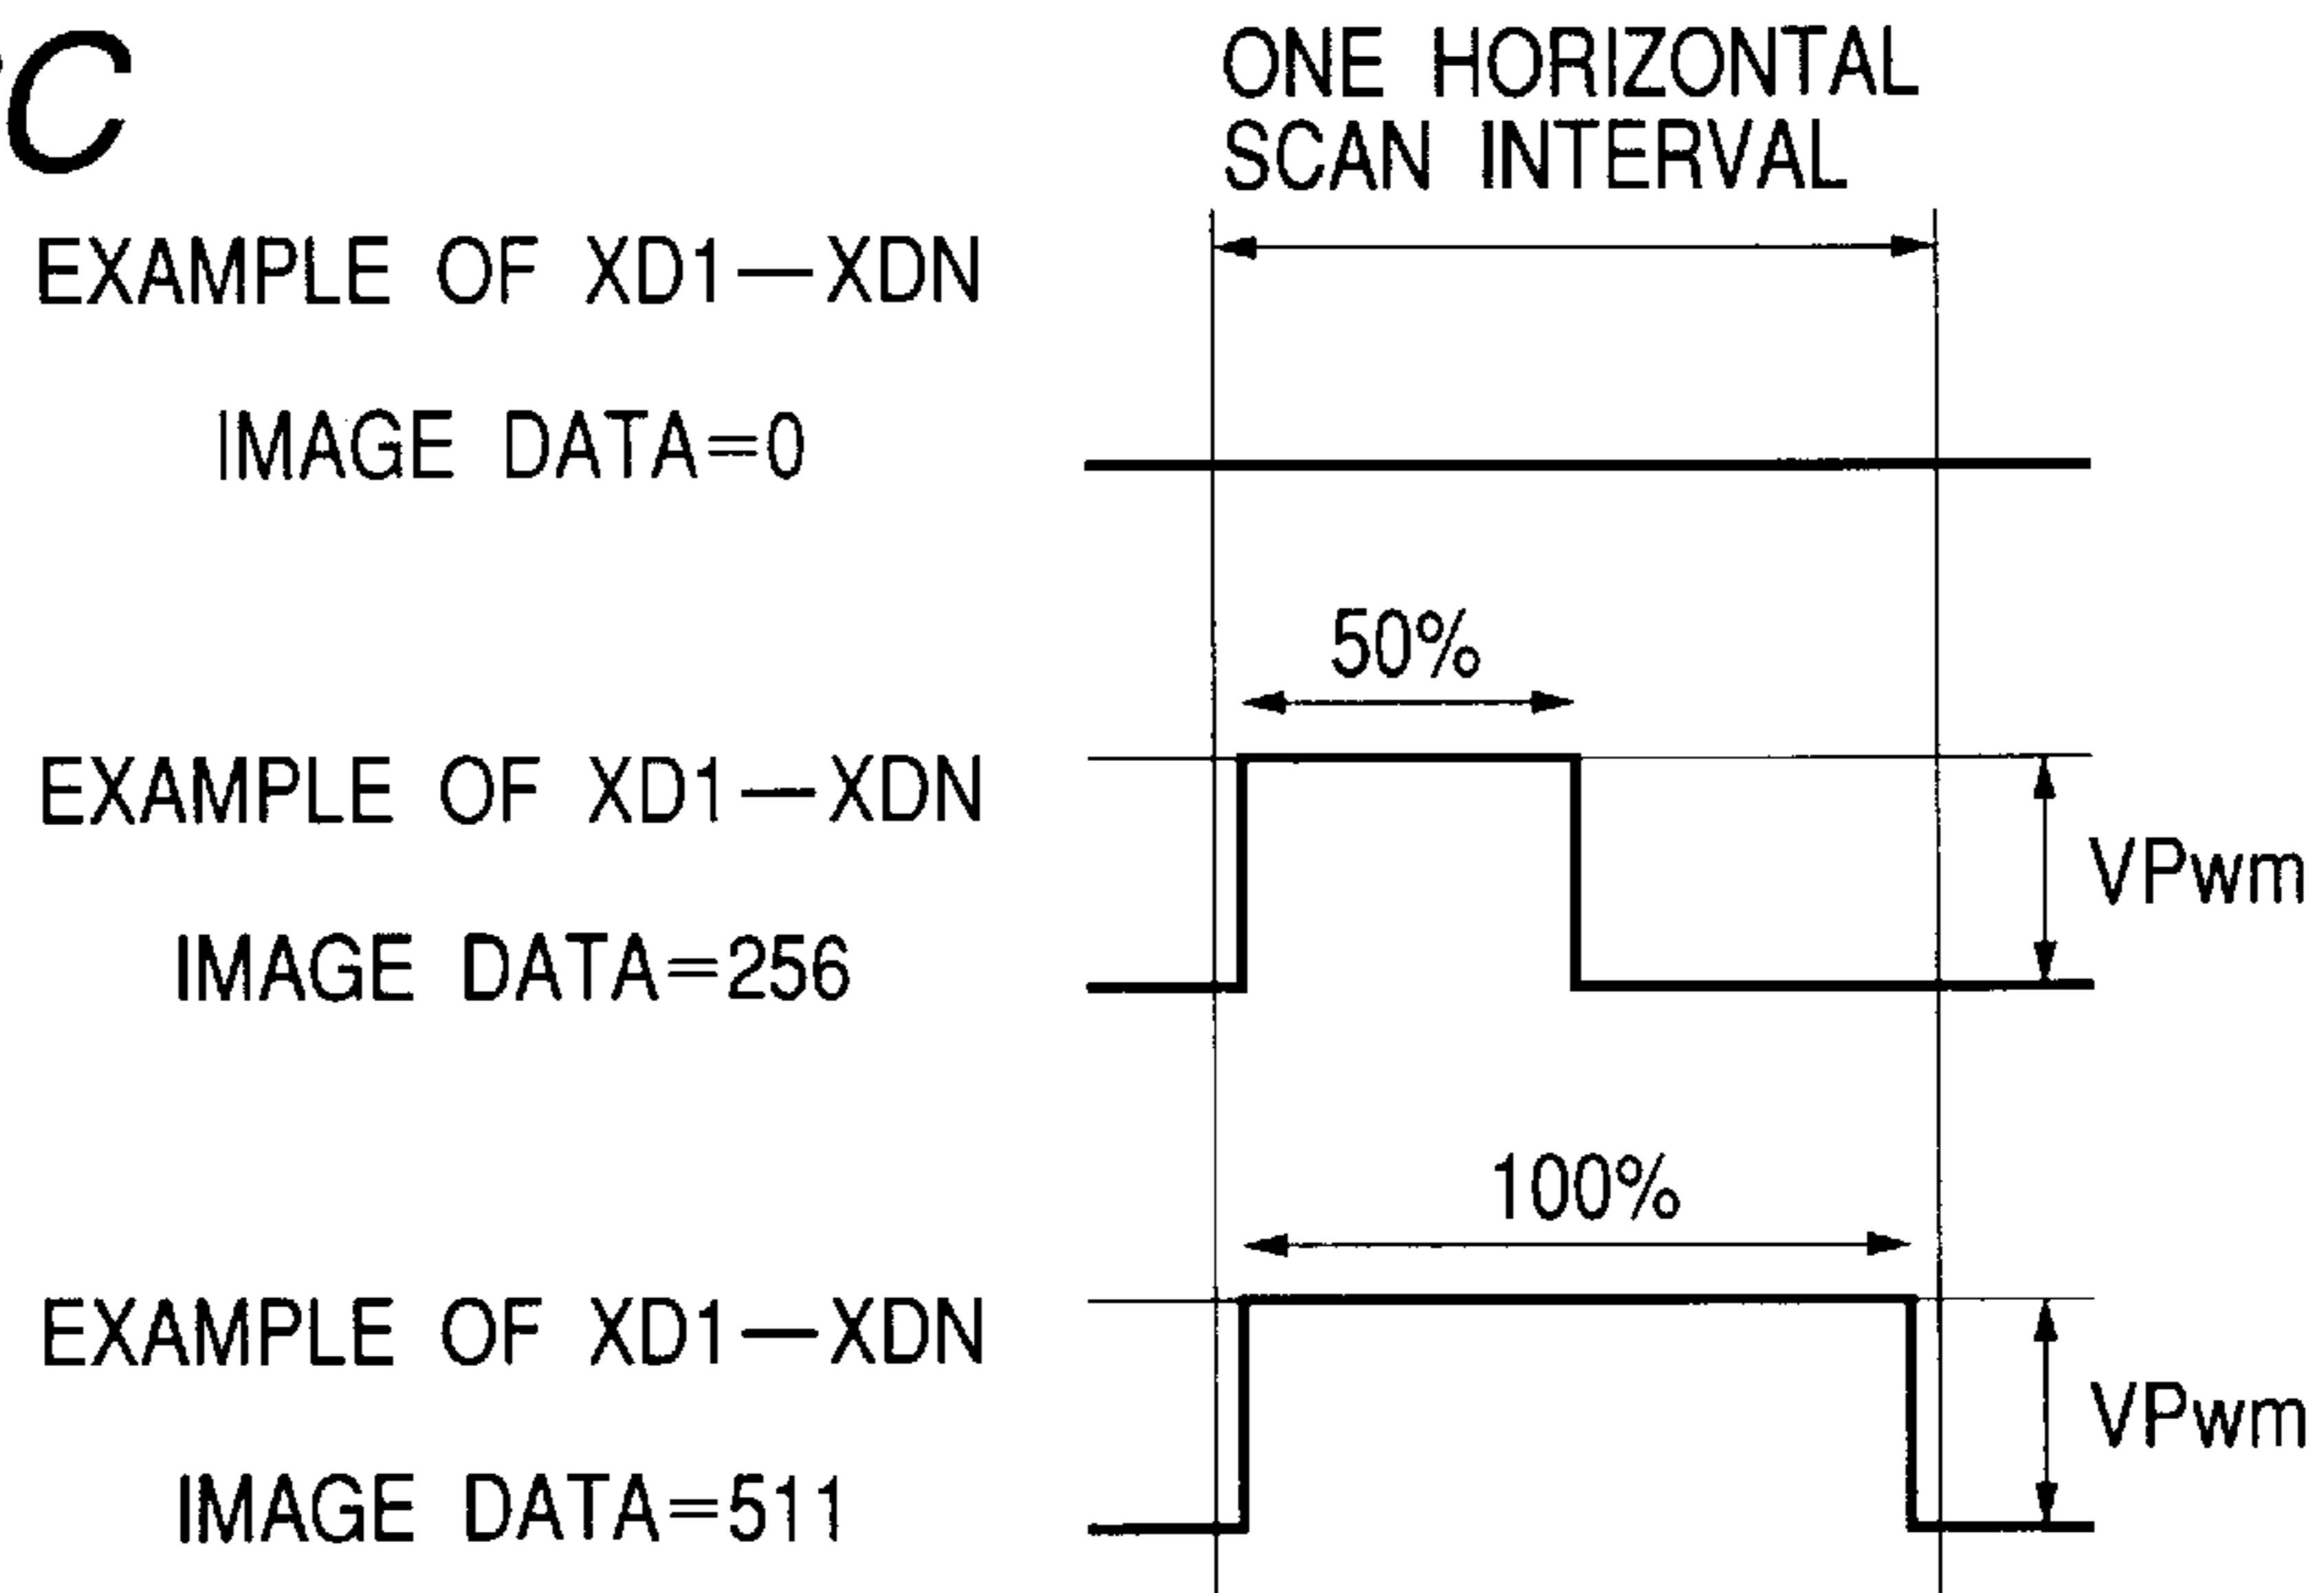 C
ONE HORIZONTAL
SCAN INTERVAL
EXAMPLE OF XD1—XDN
IMAGE DATA=0
50%
EXAMPLE OF XD1—XDN
VPwm
IMAGE DATA=256
100%
EXAMPLE OF XD1—XDN
VPwm
IMAGE DATA=511